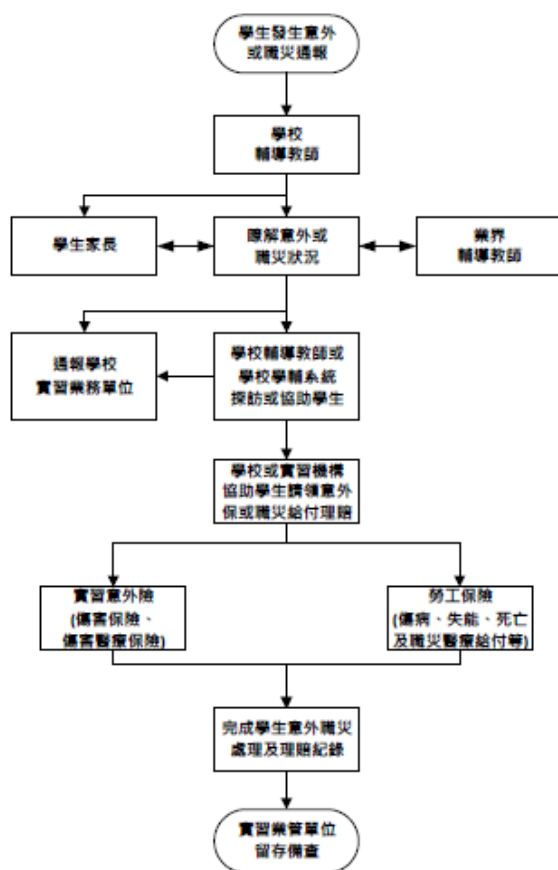 學生發生意外
或職災通報
學校
輔導教師
學生家長
瞭解意外或
職災狀況
業界
輔導教師
通報學校
實習業務單位
學校輔導教師或
學校學輔系統
探訪或協助學生
學校或實習機構
協助學生請領意外
保或職災給付理賠
實習意外險
(傷害保險、
傷害醫療保險)
勞工保險
(傷病、失能、死亡
及職災醫療給付等)
完成學生意外職災
處理及理賠紀錄
實習業管單位
留存備查